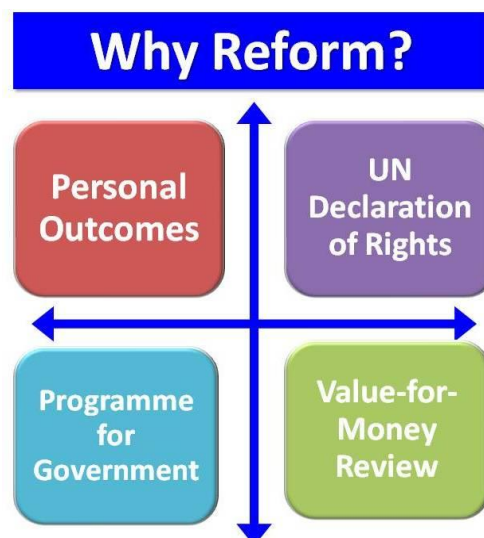 Why Reform?
Personal
Outcomes
UN
Declaration
of Rights
Programme
for
Government
Value-for-
Money
Review